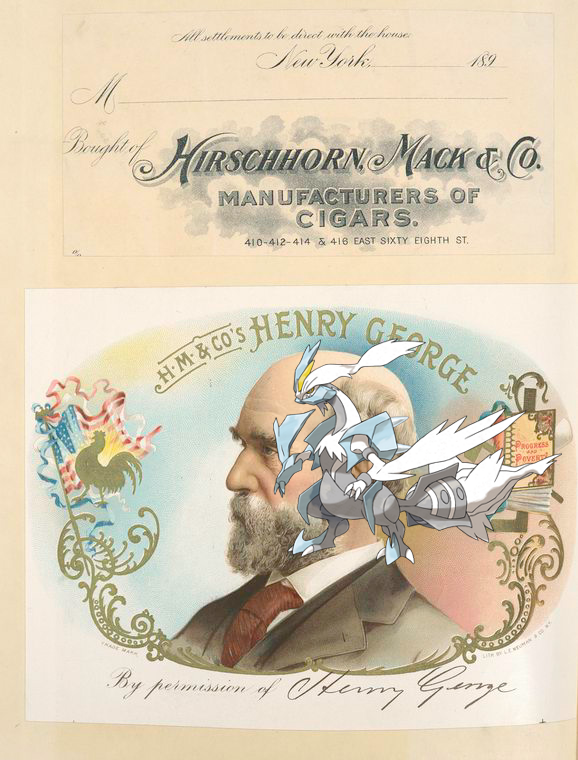 All settlements to be direct with the house.
New York, 189
M
Bought of HIRSCHHORN, MACK & CO.
MANUFACTURERS OF
CIGARS.
410-412-414 & 416 EAST SIXTY EIGHTH ST.
H. M. & CO'S HENRY GEORGE
PROGRESS
AND
POVERTY
TRADE MARK.
LITH BY L.E. NEUMAN & CO. N.Y.
By permission of Henry George